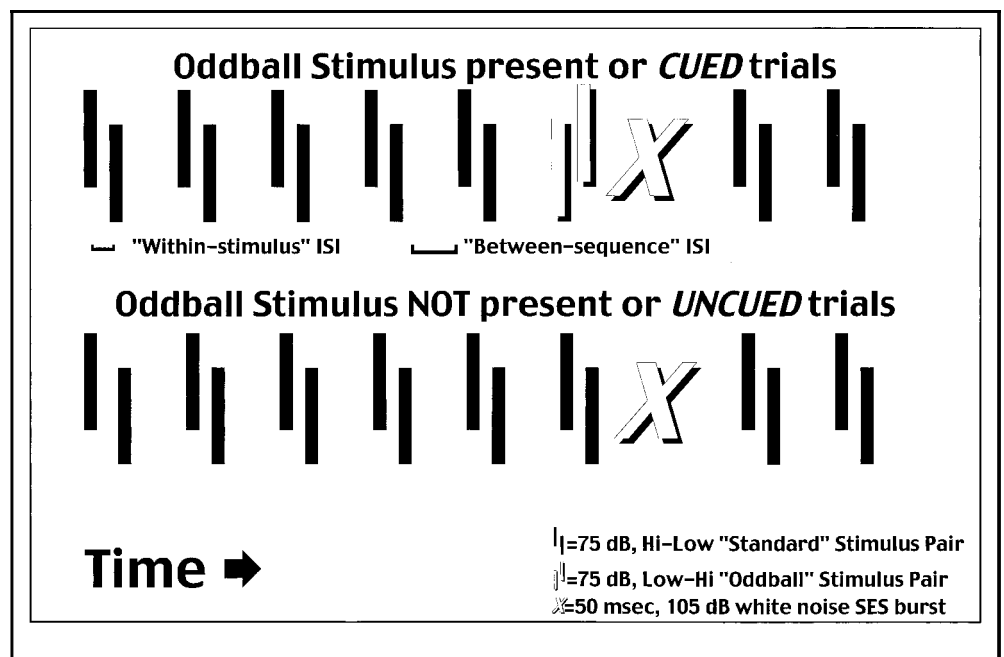 Oddball Stimulus present or CUED trials
X
"Within-stimulus" ISI "Between-sequence" ISI
Oddball Stimulus NOT present or UNCUED trials
X
Time
=75 dB, Hi-Low "Standard" Stimulus Pair
=75 dB, Low-Hi "Oddball" Stimulus Pair
X=50 msec, 105 dB white noise SES burst